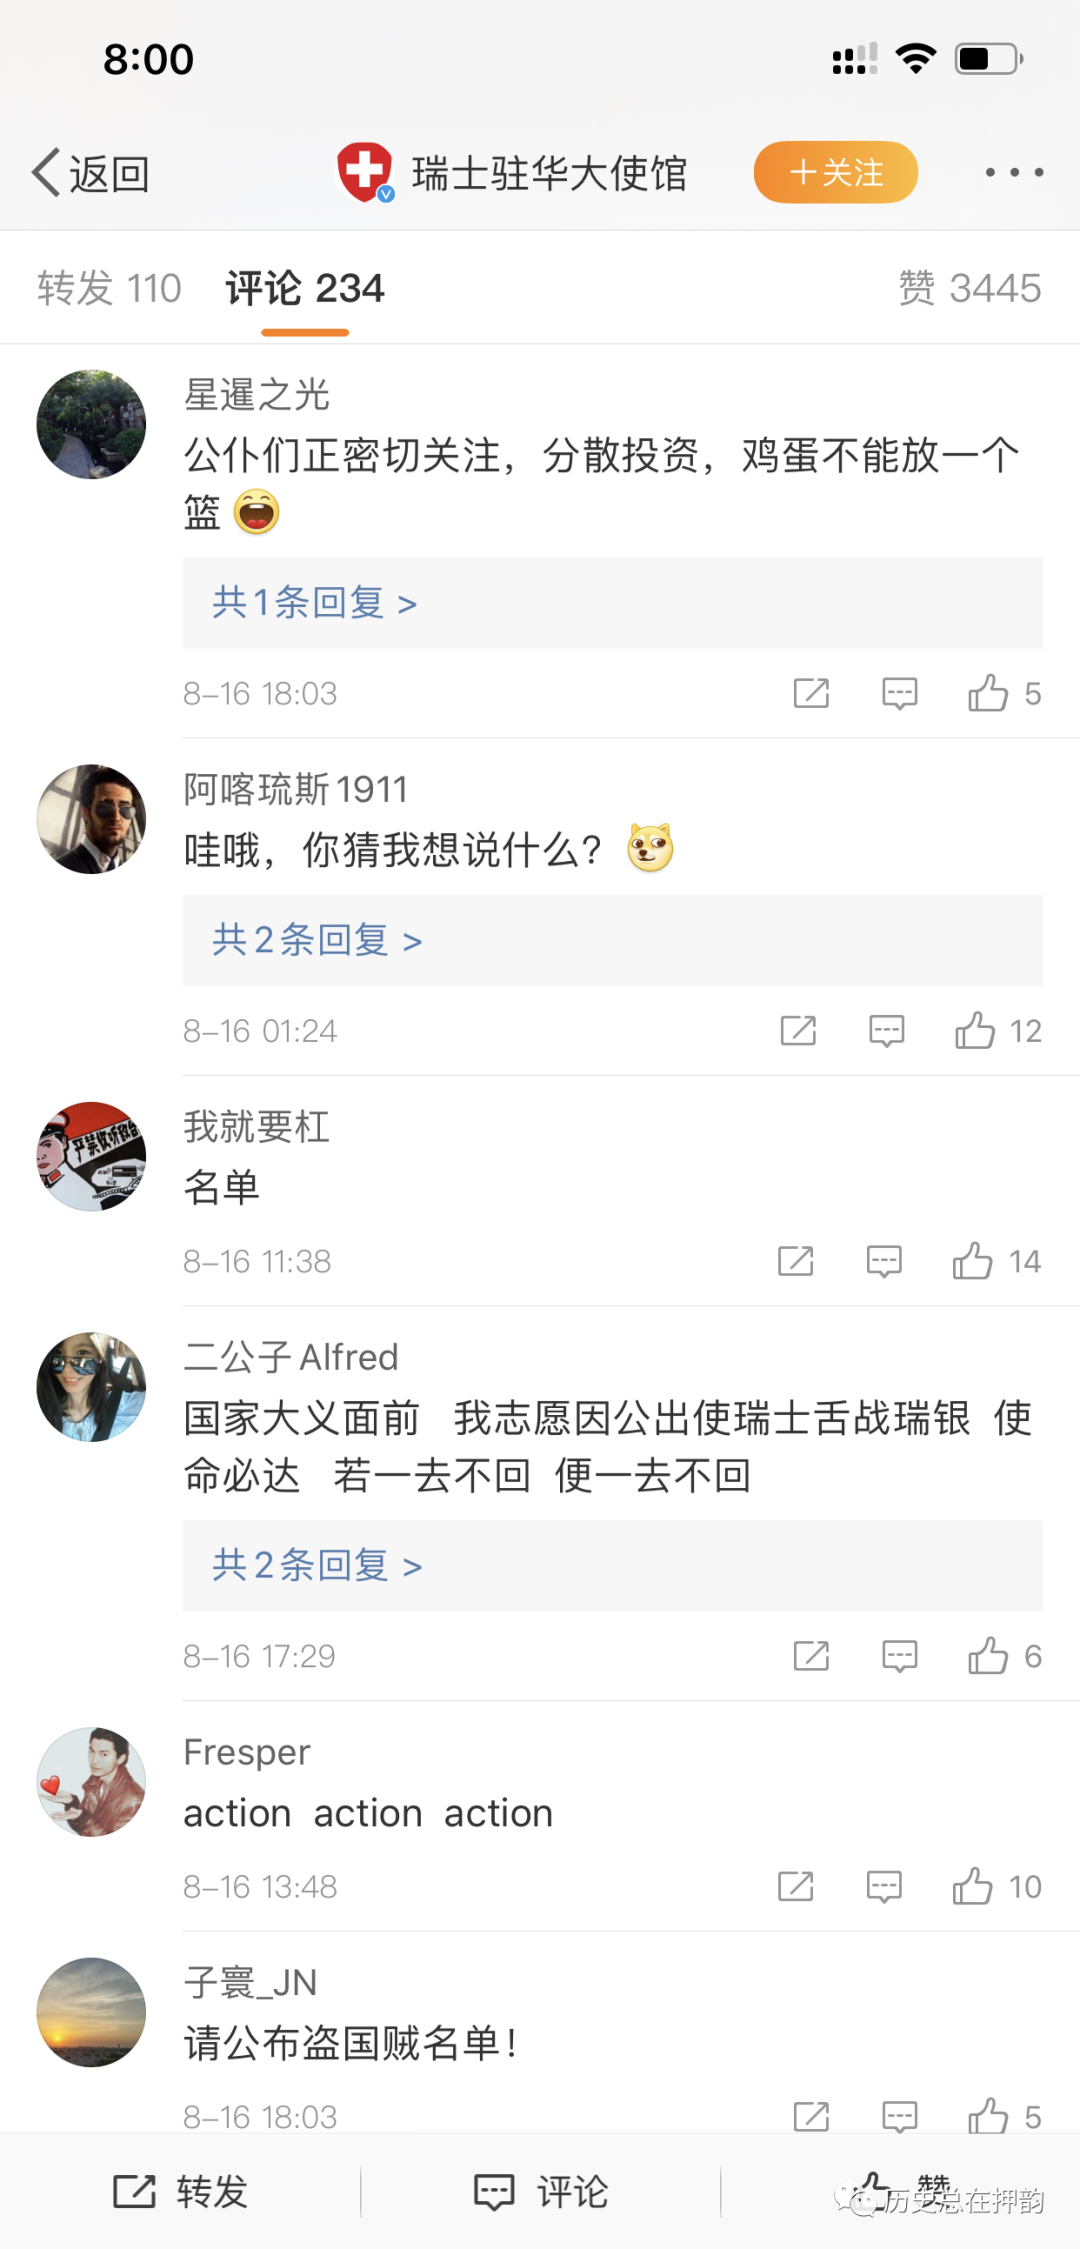 8:00
返回
瑞士驻华大使馆
+关注
转发 110
评论 234
赞 3445
星暹之光
公仆们正密切关注，分散投资，鸡蛋不能放一个
篮
共1条回复 >
8-16 18:03
5
阿喀琉斯1911
哇哦，你猜我想说什么？
共2条回复 >
8-16 01:24
12
严禁收听敌台
我就要杠
名单
8-16 11:38
14
二公子Alfred
国家大义面前 我志愿因公出使瑞士舌战瑞银 使
命必达 若一去不回 便一去不回
共2条回复 >
8-16 17:29
6
Fresper
action action action
8-16 13:48
10
子寰_JN
请公布盗国贼名单！
8-16 18:03
5
转发
评论
赞
历史总在押韵